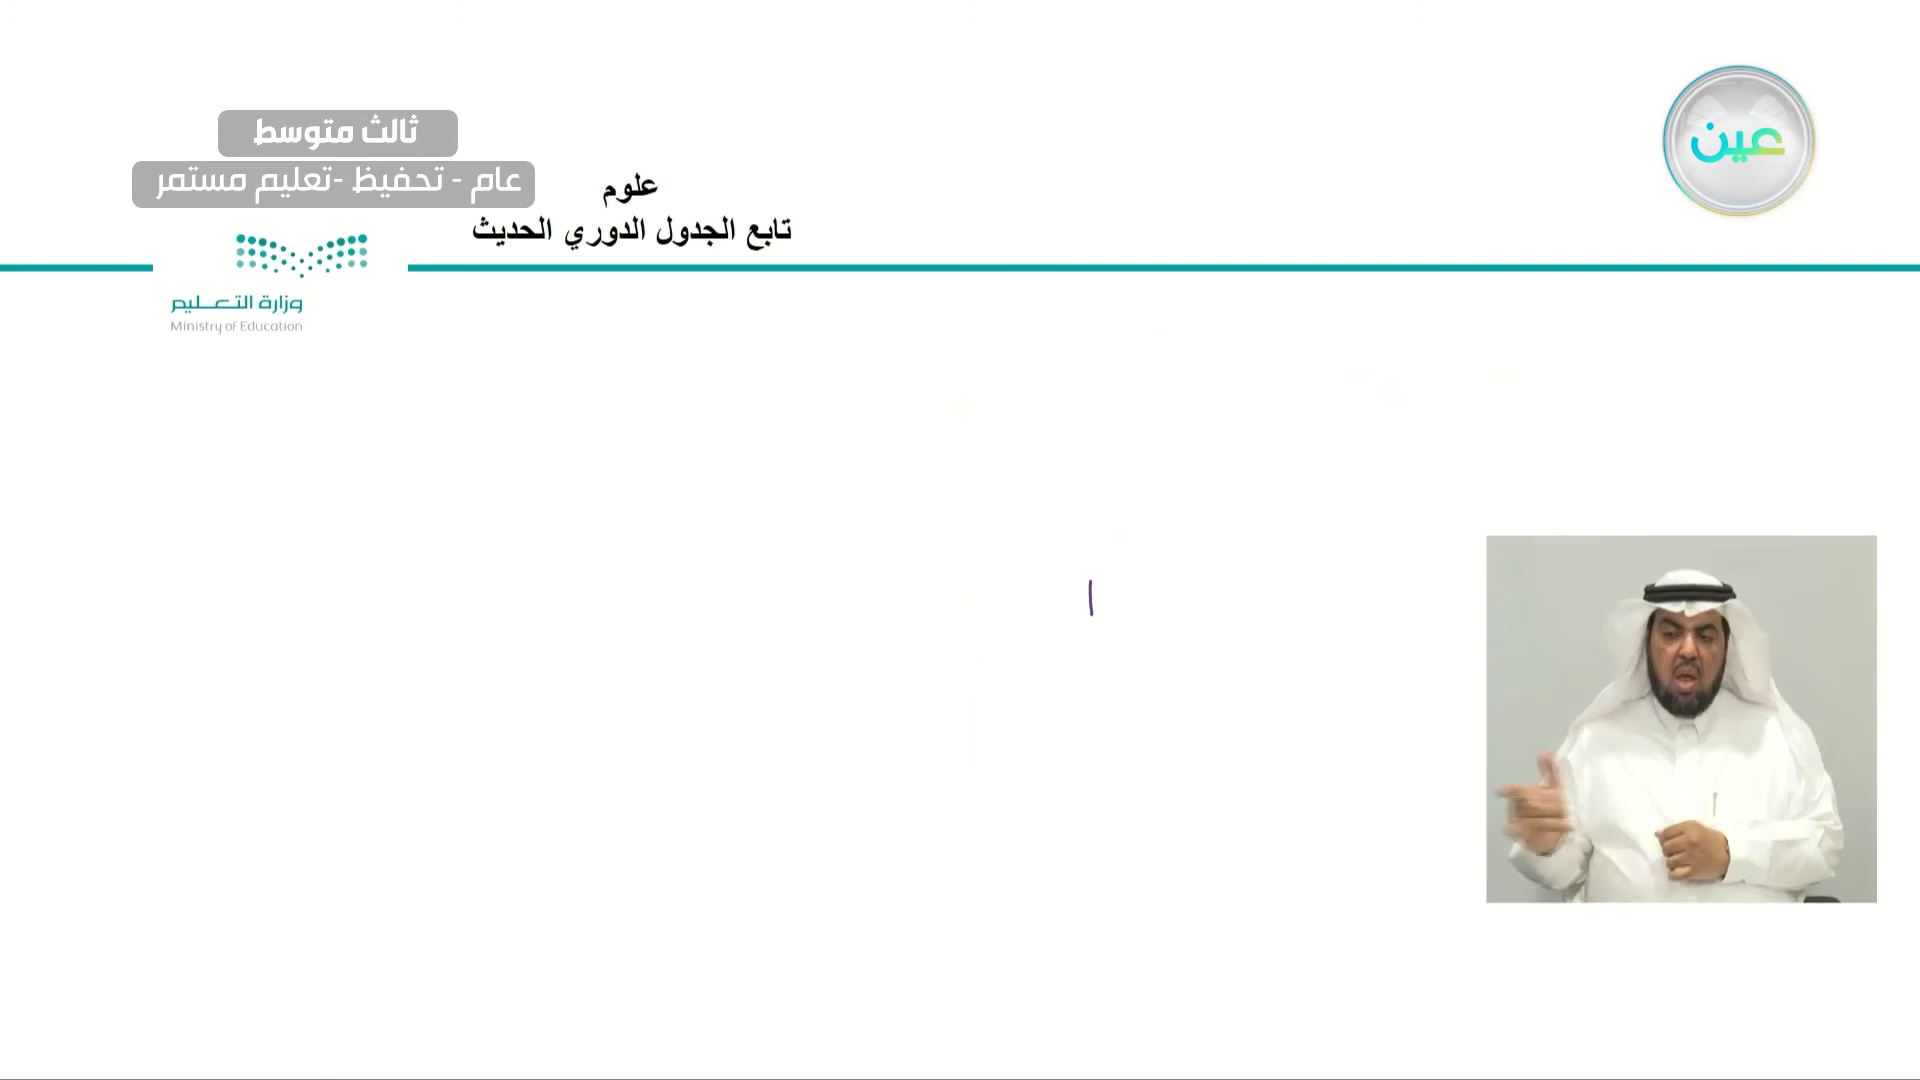 عين
ثالث متوسط
عام - تحفيظ -تعليم مستمر
علوم
تابع الجدول الدوري الحديث
وزارة التعليم
Ministry of Education